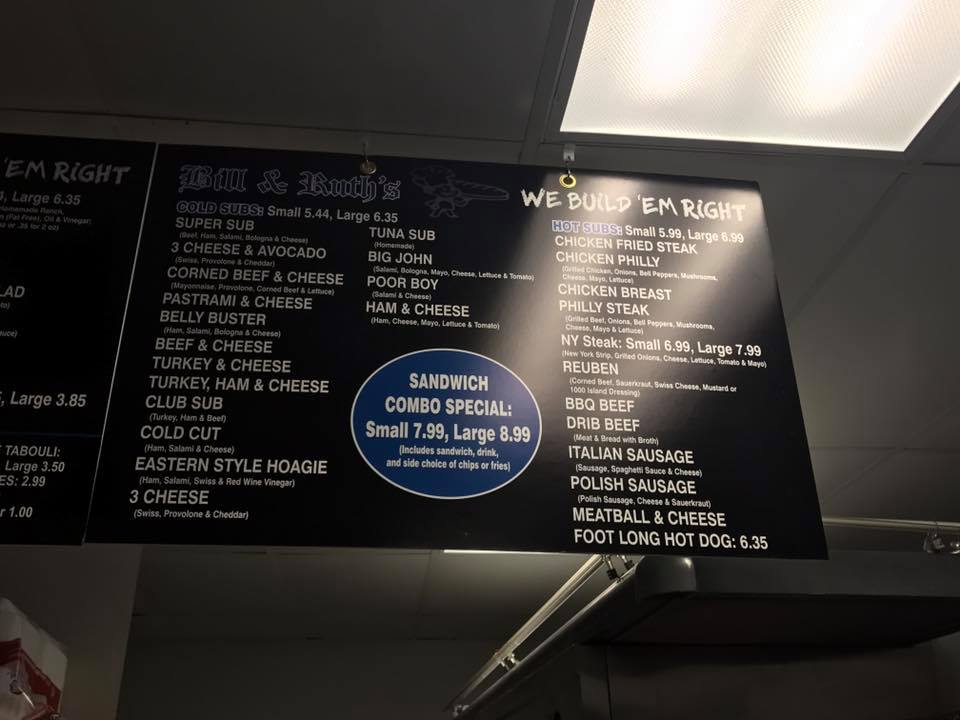 'EM RIGHT
, Large 6.35
Homemade Ranch,
(Fat Free), Oil & Vinegar;
or .35 for 2 oz)
LAD
, Large 3.85
TABOULI:
Large 3.50
ES: 2.99
r 1.00
Bill & Ruth's
COLD SUBS: Small 5.44, Large 6.35
SUPER SUB
(Beef, Ham, Salami, Bologna & Cheese)
3 CHEESE & AVOCADO
(Swiss, Provolone & Cheddar)
CORNED BEEF & CHEESE
(Mayonnaise, Provolone, Corned Beef & Lettuce)
PASTRAMI & CHEESE
BELLY BUSTER
(Ham, Salami, Bologna & Cheese)
BEEF & CHEESE
TURKEY & CHEESE
TURKEY, HAM & CHEESE
CLUB SUB
(Turkey, Ham & Beef)
COLD CUT
(Ham, Salami & Cheese)
EASTERN STYLE HOAGIE
(Ham, Salami, Swiss & Red Wine Vinegar)
3 CHEESE
(Swiss, Provolone & Cheddar)
TUNA SUB
(Homemade)
BIG JOHN
(Salami, Bologna, Mayo, Cheese, Lettuce & Tomato)
POOR BOY
(Salami & Cheese)
HAM & CHEESE
(Ham, Cheese, Mayo, Lettuce & Tomato)
SANDWICH
COMBO SPECIAL:
Small 7.99, Large 8.99
(Includes sandwich, drink,
and side choice of chips or fries)
WE BUILD 'EM RIGHT
HOT SUBS: Small 5.99, Large 6.99
CHICKEN FRIED STEAK
CHICKEN PHILLY
(Grilled Chicken, Onions, Bell Peppers, Mushrooms,
Cheese, Mayo, Lettuce)
CHICKEN BREAST
PHILLY STEAK
(Grilled Beef, Onions, Bell Peppers, Mushrooms,
Cheese, Mayo & Lettuce)
NY Steak: Small 6.99, Large 7.99
(New York Strip, Grilled Onions, Cheese, Lettuce, Tomato & Mayo)
REUBEN
(Corned Beef, Sauerkraut, Swiss Cheese, Mustard or
1000 Island Dressing)
BBQ BEEF
DRIB BEEF
(Meat & Bread with Broth)
ITALIAN SAUSAGE
(Sausage, Spaghetti Sauce & Cheese)
POLISH SAUSAGE
(Polish Sausage, Cheese & Sauerkraut)
MEATBALL & CHEESE
FOOT LONG HOT DOG: 6.35